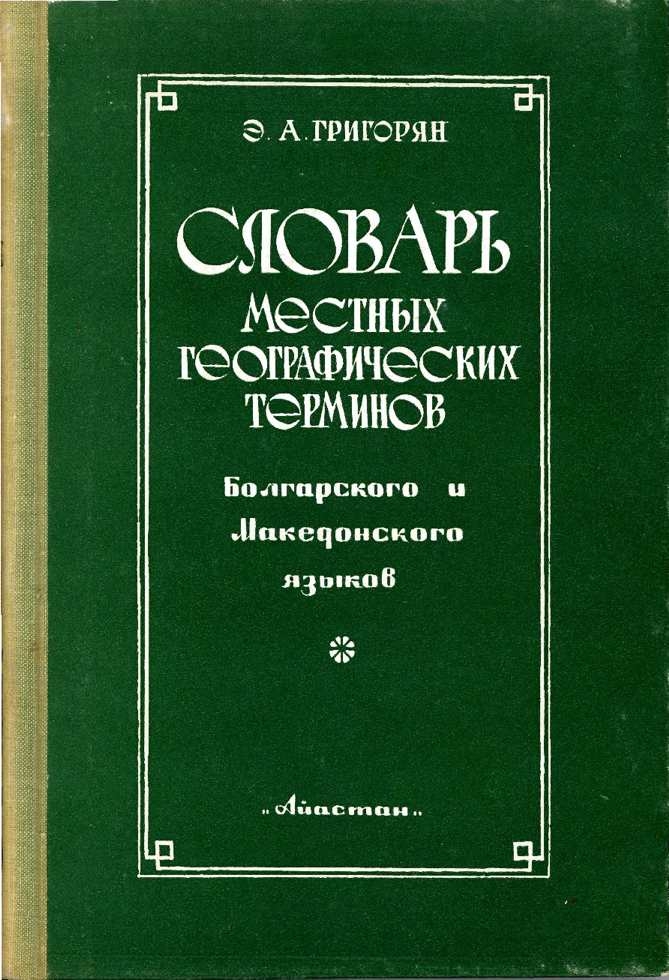 Э. А. ГРИГОРЯН
СЛОВАРЬ
МЕСТНЫХ
ГЕОГРАФИЧЕСКИХ
ТЕРМИНОВ
Болгарского и
Македонского
языков
„Айастан„